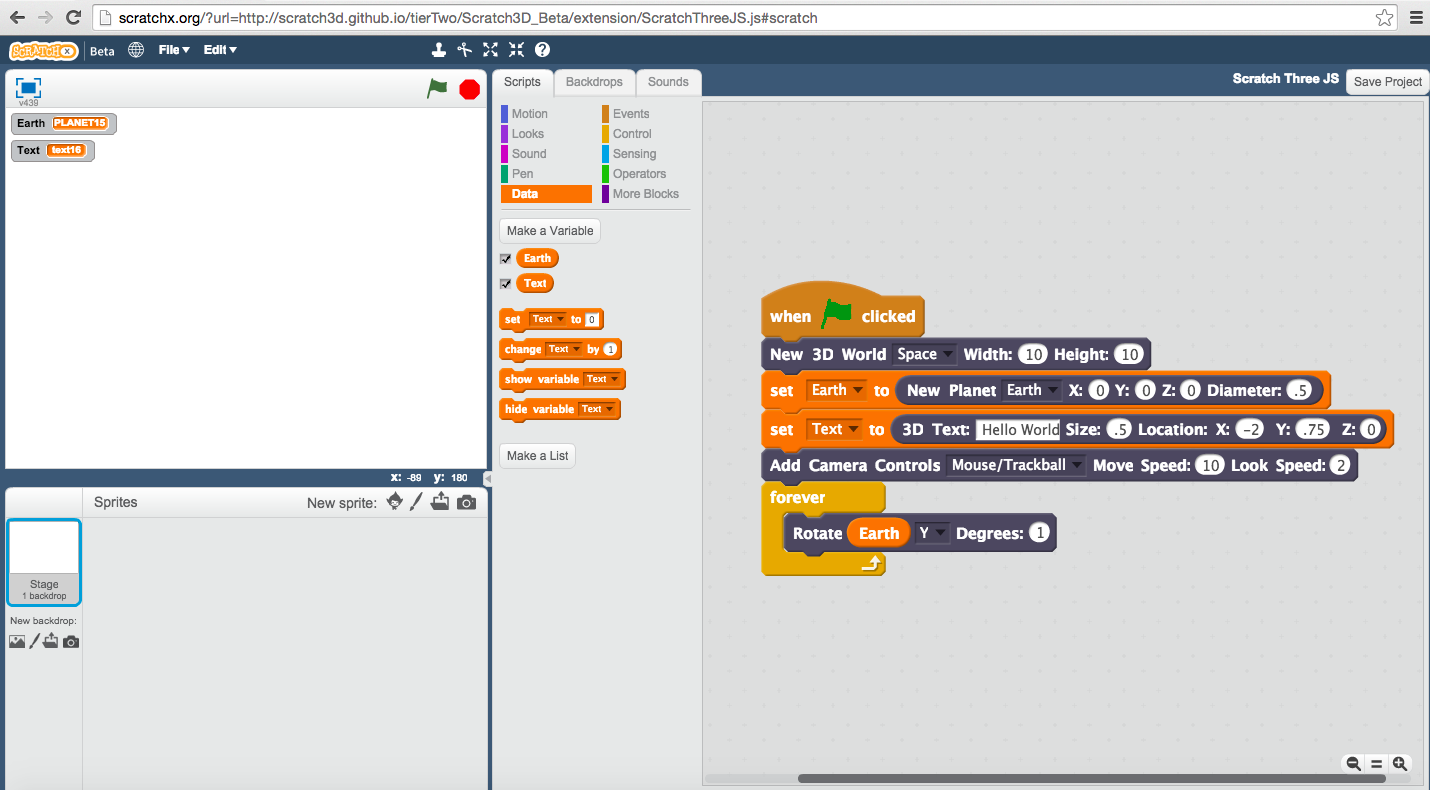 scratchx.org/?url=http://scratch3d.github.io/tierTwo/Scratch3D_Beta/extension/ScratchThreeJS.js#scratch
SCRATCHX Beta File Edit ?
v439
Earth PLANET15
Text text16
x: -89 y: 180
Sprites New sprite:
Stage
1 backdrop
New backdrop:
Scripts Backdrops Sounds
Scratch Three JS Save Project
Motion Events
Looks Control
Sound Sensing
Pen Operators
Data More Blocks
Make a Variable
Earth
Text
set Text to 0
change Text by 1
show variable Text
hide variable Text
Make a List
when clicked
New 3D World Space Width: 10 Height: 10
set Earth to New Planet Earth X: 0 Y: 0 Z: 0 Diameter: .5
set Text to 3D Text: Hello World Size: .5 Location: X: -2 Y: .75 Z: 0
Add Camera Controls Mouse/Trackball Move Speed: 10 Look Speed: 2
forever
Rotate Earth Y Degrees: 1